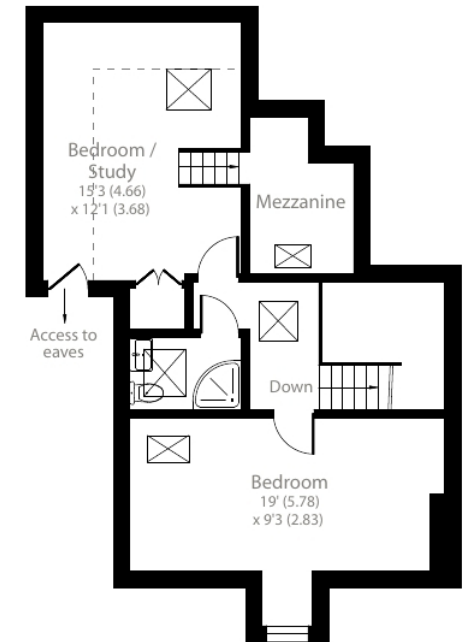 Bedroom /
Study
15'3 (4.66)
x 12'1 (3.68)
Mezzanine
Access to
eaves
Down
Bedroom
19' (5.78)
x 9'3 (2.83)